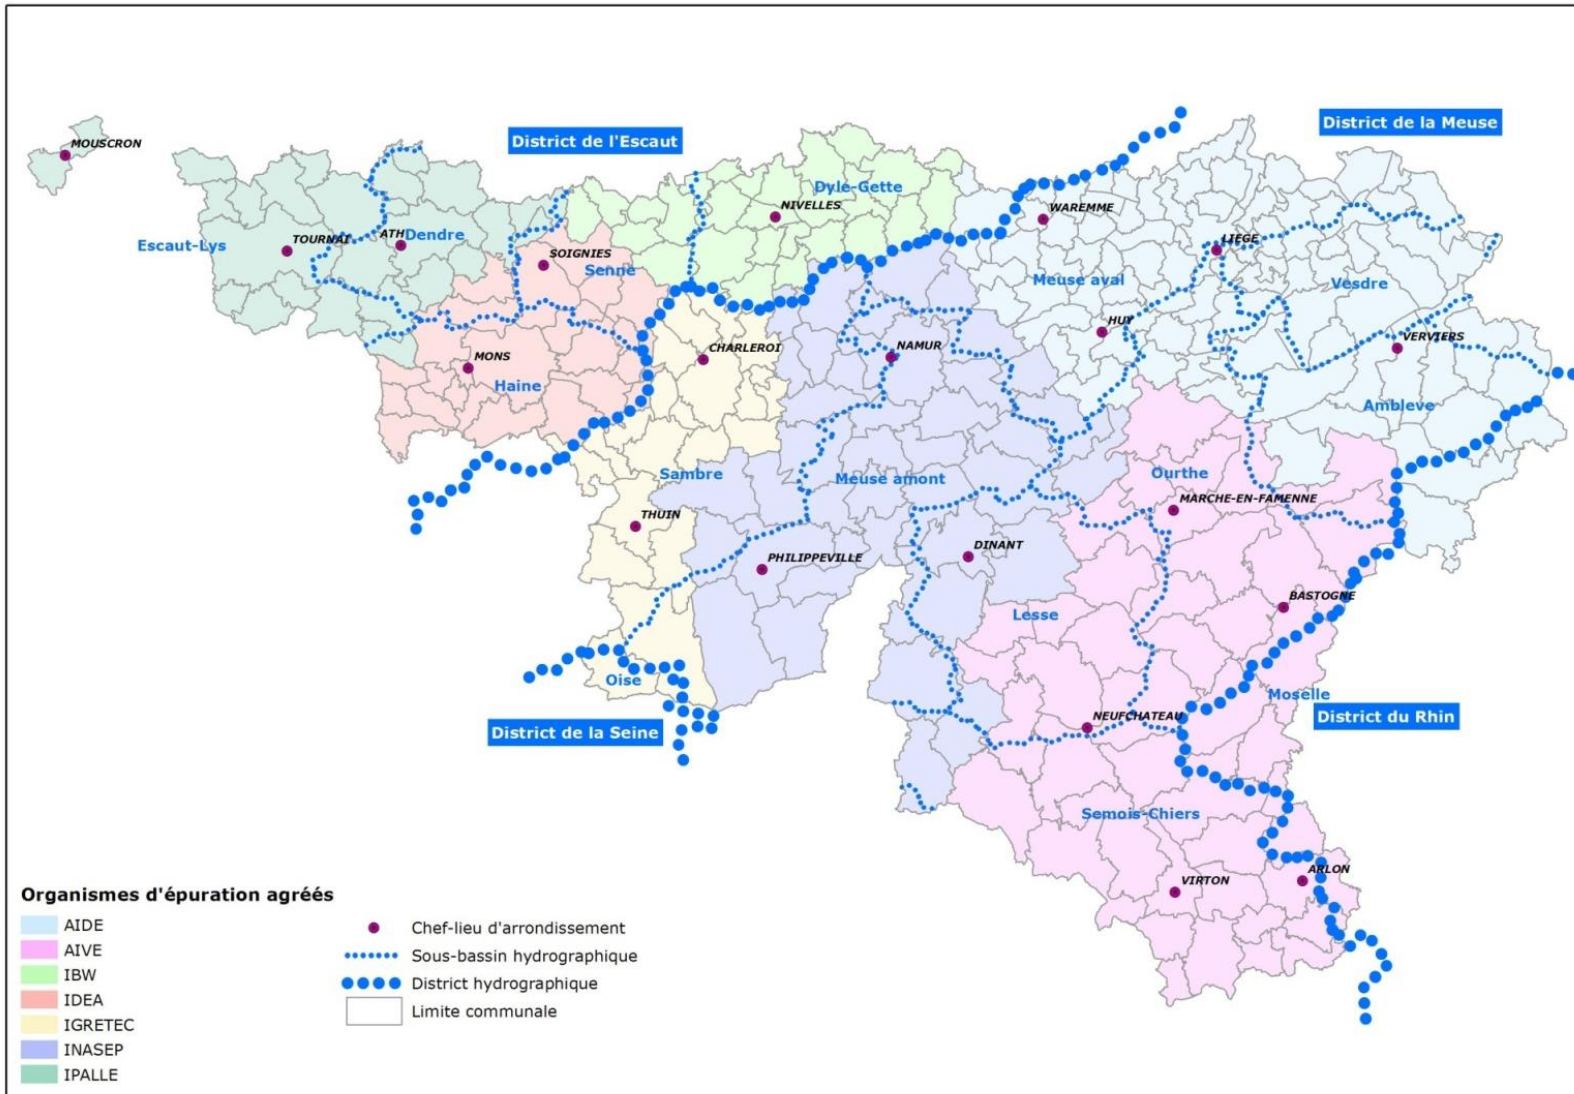 District de la Meuse
District de l'Escaut
MOUSCRON
Dyle-Gette
NIVELLES
WAREMME
Escaut-Lys
TOURNAI
ATH
Dendre
SOIGNIES
Senne
LIEGE
Meuse aval
Vesdre
HUY
VERVIERS
MONS
CHARLEROI
NAMUR
Haine
Ambleve
Sambre
Meuse amont
Ourthe
MARCHE-EN-FAMENNE
THUIN
DINANT
PHILIPPEVILLE
BASTOGNE
Lesse
Oise
Moselle
District de la Seine
NEUFCHATEAU
District du Rhin
Semois-Chiers
VIRTON
ARLON
Organismes d'épuration agréés
AIDE
AIVE
IBW
IDEA
IGRETEC
INASEP
IPALLE
Chef-lieu d'arrondissement
Sous-bassin hydrographique
District hydrographique
Limite communale